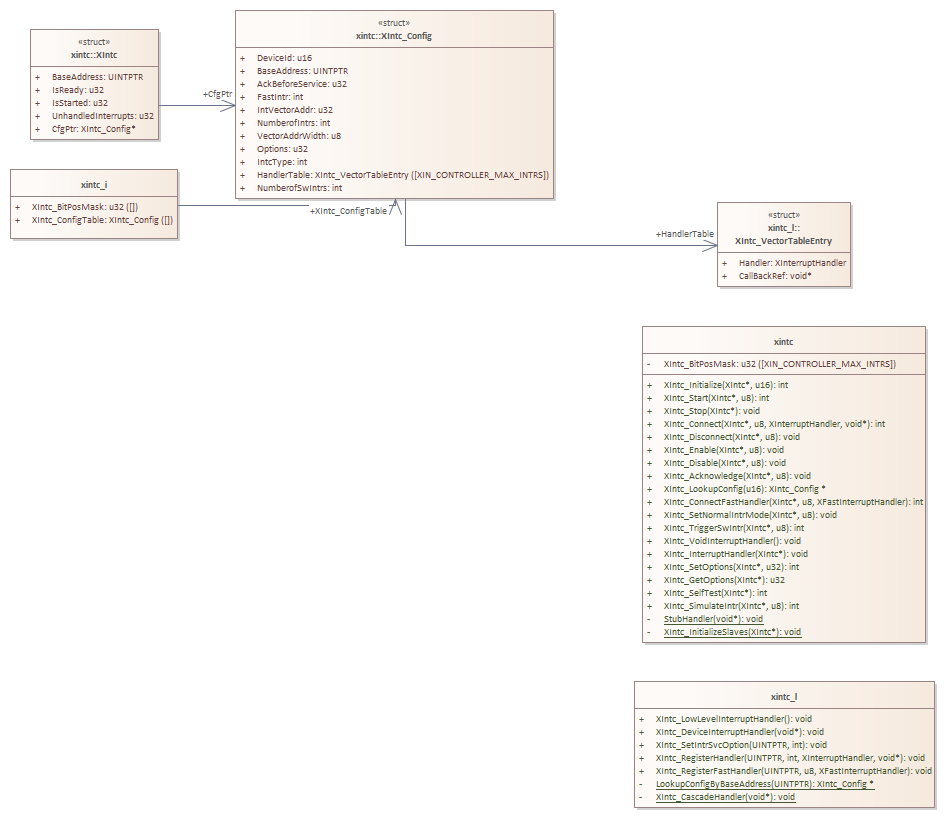 «struct»
xintc::XIntc
+ BaseAddress: UINTPTR
+ IsReady: u32
+ IsStarted: u32
+ UnhandledInterrupts: u32
+ CfgPtr: XIntc_Config*
+CfgPtr
«struct»
xintc::XIntc_Config
+ DeviceId: u16
+ BaseAddress: UINTPTR
+ AckBeforeService: u32
+ FastIntr: int
+ IntVectorAddr: u32
+ NumberofIntrs: int
+ VectorAddrWidth: u8
+ Options: u32
+ IntcType: int
+ HandlerTable: XIntc_VectorTableEntry ([XIN_CONTROLLER_MAX_INTRS])
+ NumberofSwIntrs: int
xintc_i
+ XIntc_BitPosMask: u32 ([])
+ XIntc_ConfigTable: XIntc_Config ([])
+XIntc_ConfigTable
+HandlerTable
«struct»
xintc_l::
XIntc_VectorTableEntry
+ Handler: XInterruptHandler
+ CallBackRef: void*
xintc
- XIntc_BitPosMask: u32 ([XIN_CONTROLLER_MAX_INTRS])
+ XIntc_Initialize(XIntc*, u16): int
+ XIntc_Start(XIntc*, u8): int
+ XIntc_Stop(XIntc*): void
+ XIntc_Connect(XIntc*, u8, XInterruptHandler, void*): int
+ XIntc_Disconnect(XIntc*, u8): void
+ XIntc_Enable(XIntc*, u8): void
+ XIntc_Disable(XIntc*, u8): void
+ XIntc_Acknowledge(XIntc*, u8): void
+ XIntc_LookupConfig(u16): XIntc_Config *
+ XIntc_ConnectFastHandler(XIntc*, u8, XFastInterruptHandler): int
+ XIntc_SetNormalIntrMode(XIntc*, u8): void
+ XIntc_TriggerSwIntr(XIntc*, u8): int
+ XIntc_VoidInterruptHandler(): void
+ XIntc_InterruptHandler(XIntc*): void
+ XIntc_SetOptions(XIntc*, u32): int
+ XIntc_GetOptions(XIntc*): u32
+ XIntc_SelfTest(XIntc*): int
+ XIntc_SimulateIntr(XIntc*, u8): int
- StubHandler(void*): void
- XIntc_InitializeSlaves(XIntc*): void
xintc_l
+ XIntc_LowLevelInterruptHandler(): void
+ XIntc_DeviceInterruptHandler(void*): void
+ XIntc_SetIntrSvcOption(UINTPTR, int): void
+ XIntc_RegisterHandler(UINTPTR, int, XInterruptHandler, void*): void
+ XIntc_RegisterFastHandler(UINTPTR, u8, XFastInterruptHandler): void
- LookupConfigByBaseAddress(UINTPTR): XIntc_Config *
- XIntc_CascadeHandler(void*): void